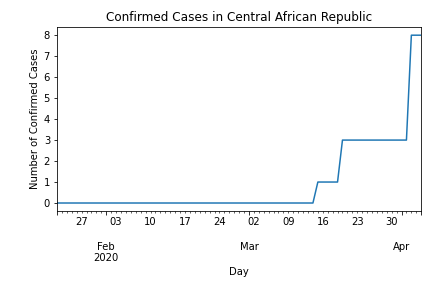 Confirmed Cases in Central African Republic
Number of Confirmed Cases
8
7
6
5
4
3
2
1
0
27 03 10 17 24 02 09 16 23 30
Feb Mar Apr
2020
Day